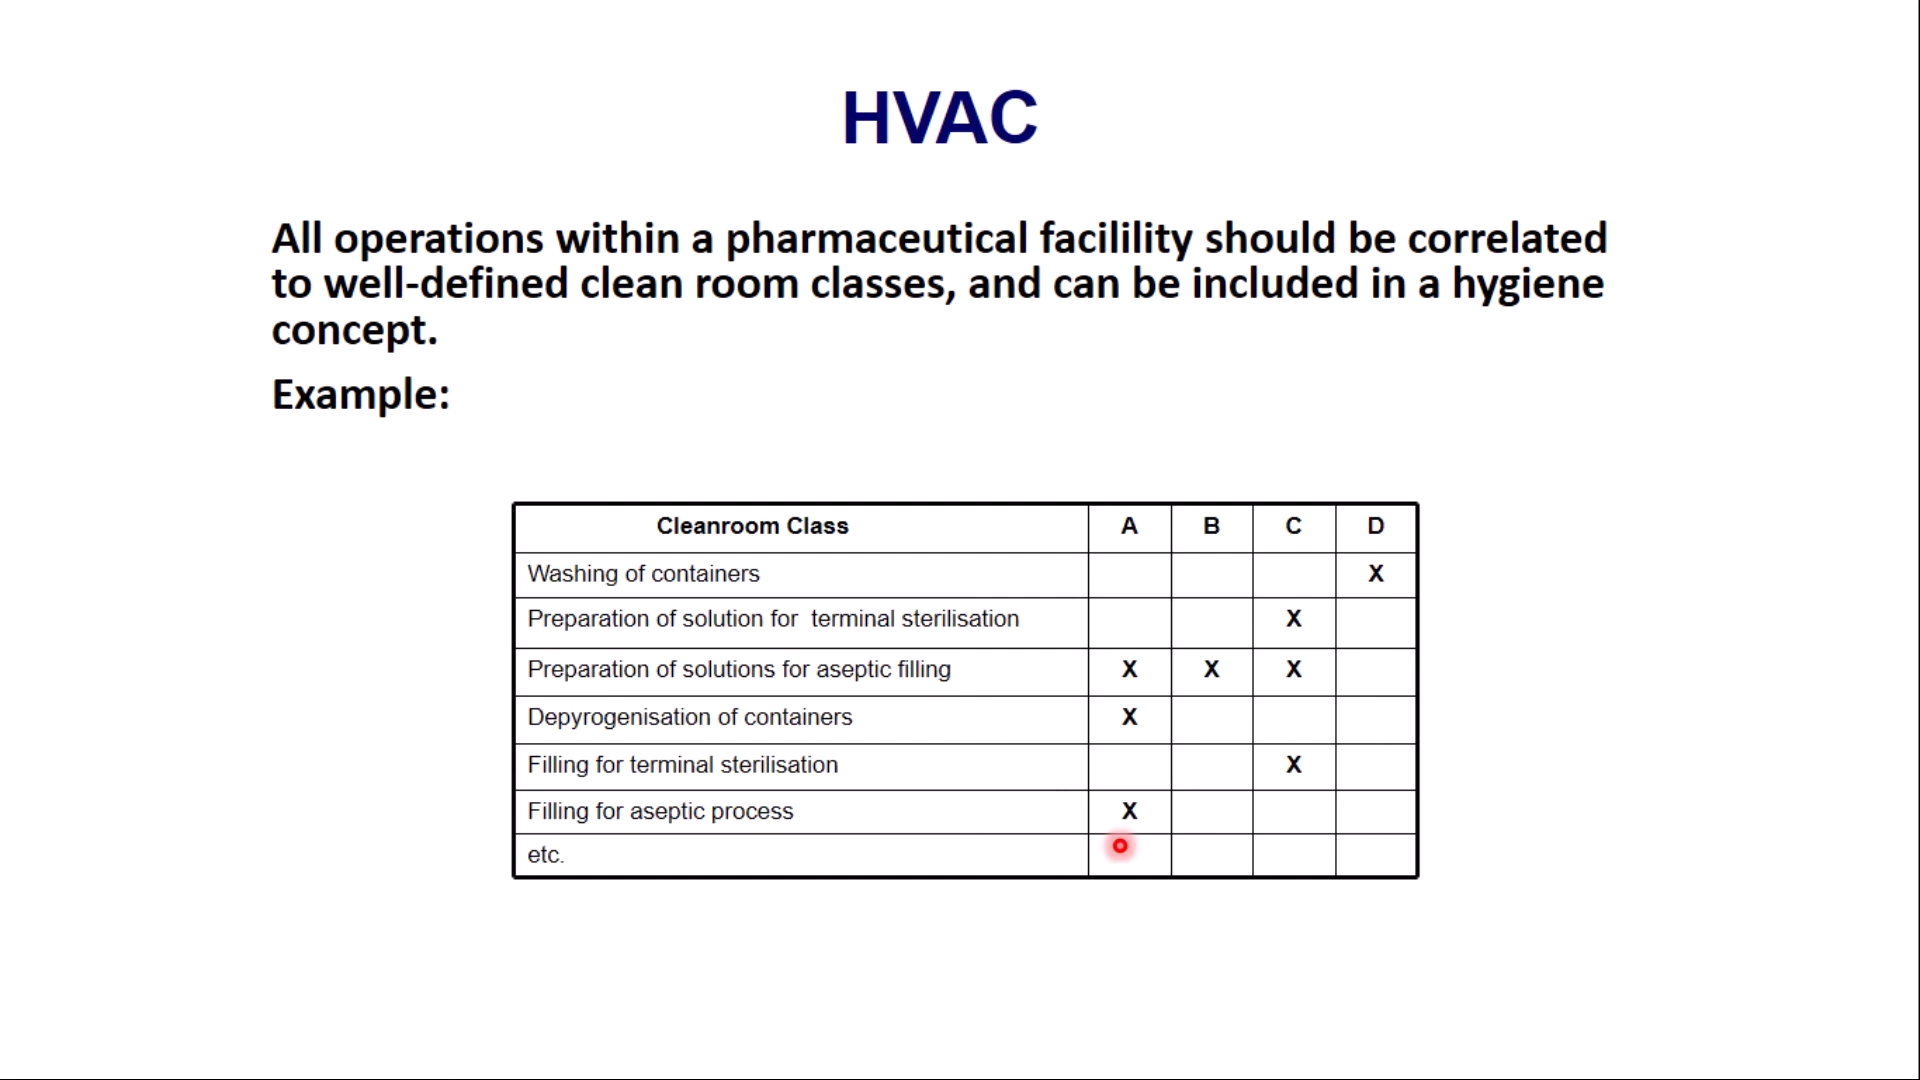 HVAC
All operations within a pharmaceutical facilility should be correlated
to well-defined clean room classes, and can be included in a hygiene
concept.
Example:
Cleanroom Class A B C D
Washing of containers X
Preparation of solution for terminal sterilisation X
Preparation of solutions for aseptic filling X X X
Depyrogenisation of containers X
Filling for terminal sterilisation X
Filling for aseptic process X
etc.